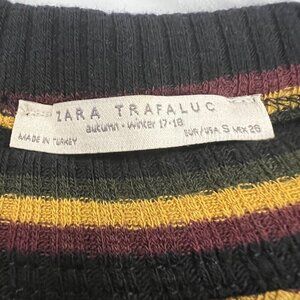 ZARA TRAFALUC
autumn · winter 17-18
MADE IN TURKEY
EUR/USA S MEX 26